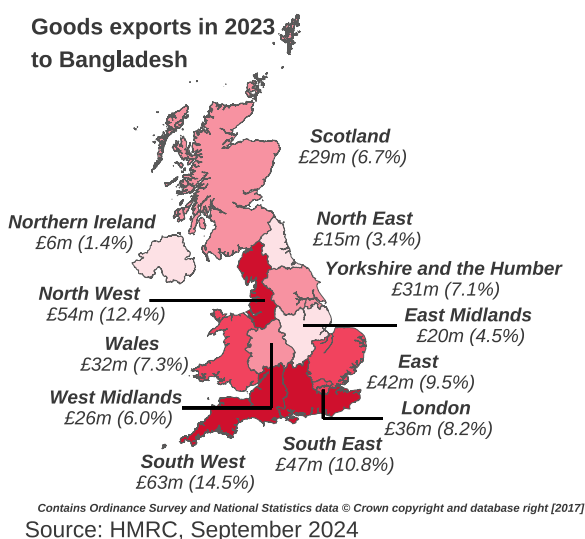 Goods exports in 2023
to Bangladesh
Scotland
£29m (6.7%)
Northern Ireland
£6m (1.4%)
North East
£15m (3.4%)
Yorkshire and the Humber
£31m (7.1%)
North West
£54m (12.4%)
East Midlands
£20m (4.5%)
Wales
£32m (7.3%)
East
£42m (9.5%)
West Midlands
£26m (6.0%)
London
£36m (8.2%)
South East
£47m (10.8%)
South West
£63m (14.5%)
Contains Ordinance Survey and National Statistics data © Crown copyright and database right [2017]
Source: HMRC, September 2024